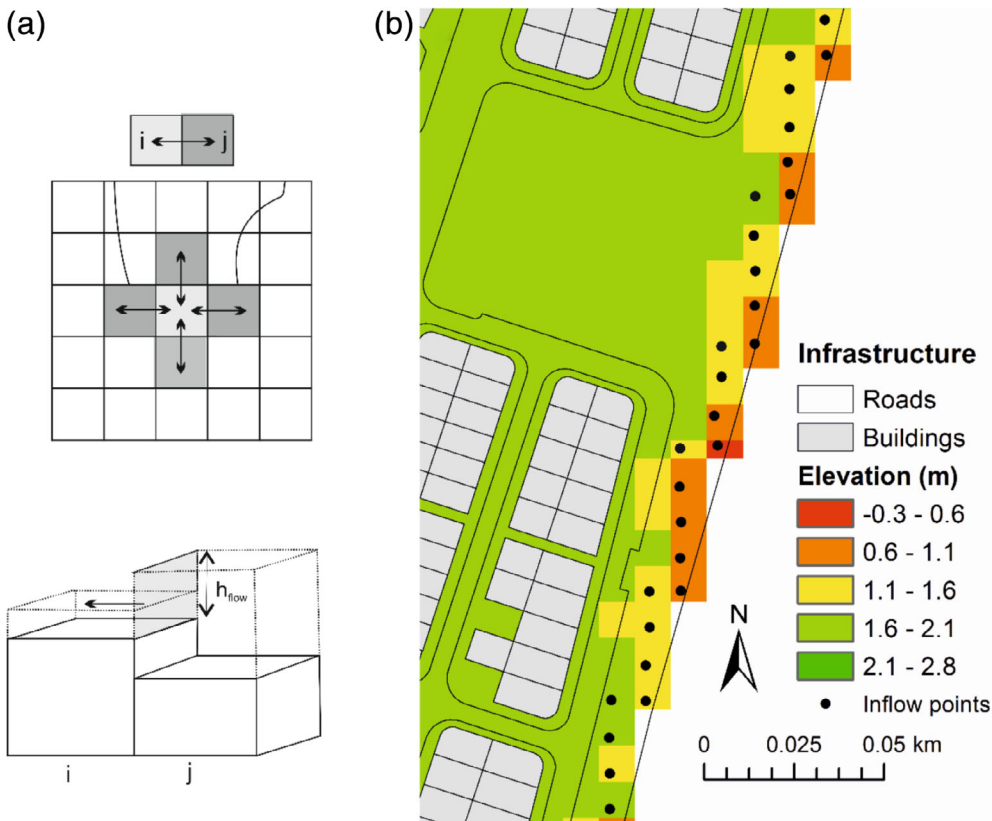 (a)
(b)
i
j
h flow
i
j
Infrastructure
Roads
Buildings
Elevation (m)
-0.3 - 0.6
0.6 - 1.1
1.1 - 1.6
1.6 - 2.1
2.1 - 2.8
Inflow points
N
0 0.025 0.05 km